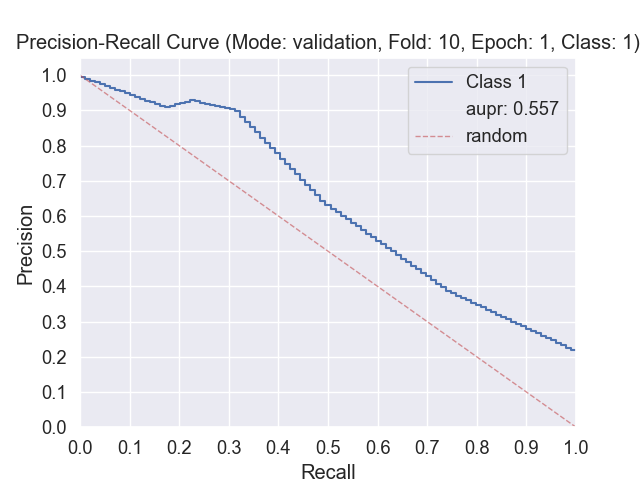 Precision-Recall Curve (Mode: validation, Fold: 10, Epoch: 1, Class: 1)
1.0
0.9
0.8
0.7
0.6
0.5
0.4
0.3
0.2
0.1
0.0
Precision
Class 1
aupr: 0.557
random
0.0 0.1 0.2 0.3 0.4 0.5 0.6 0.7 0.8 0.9 1.0
Recall